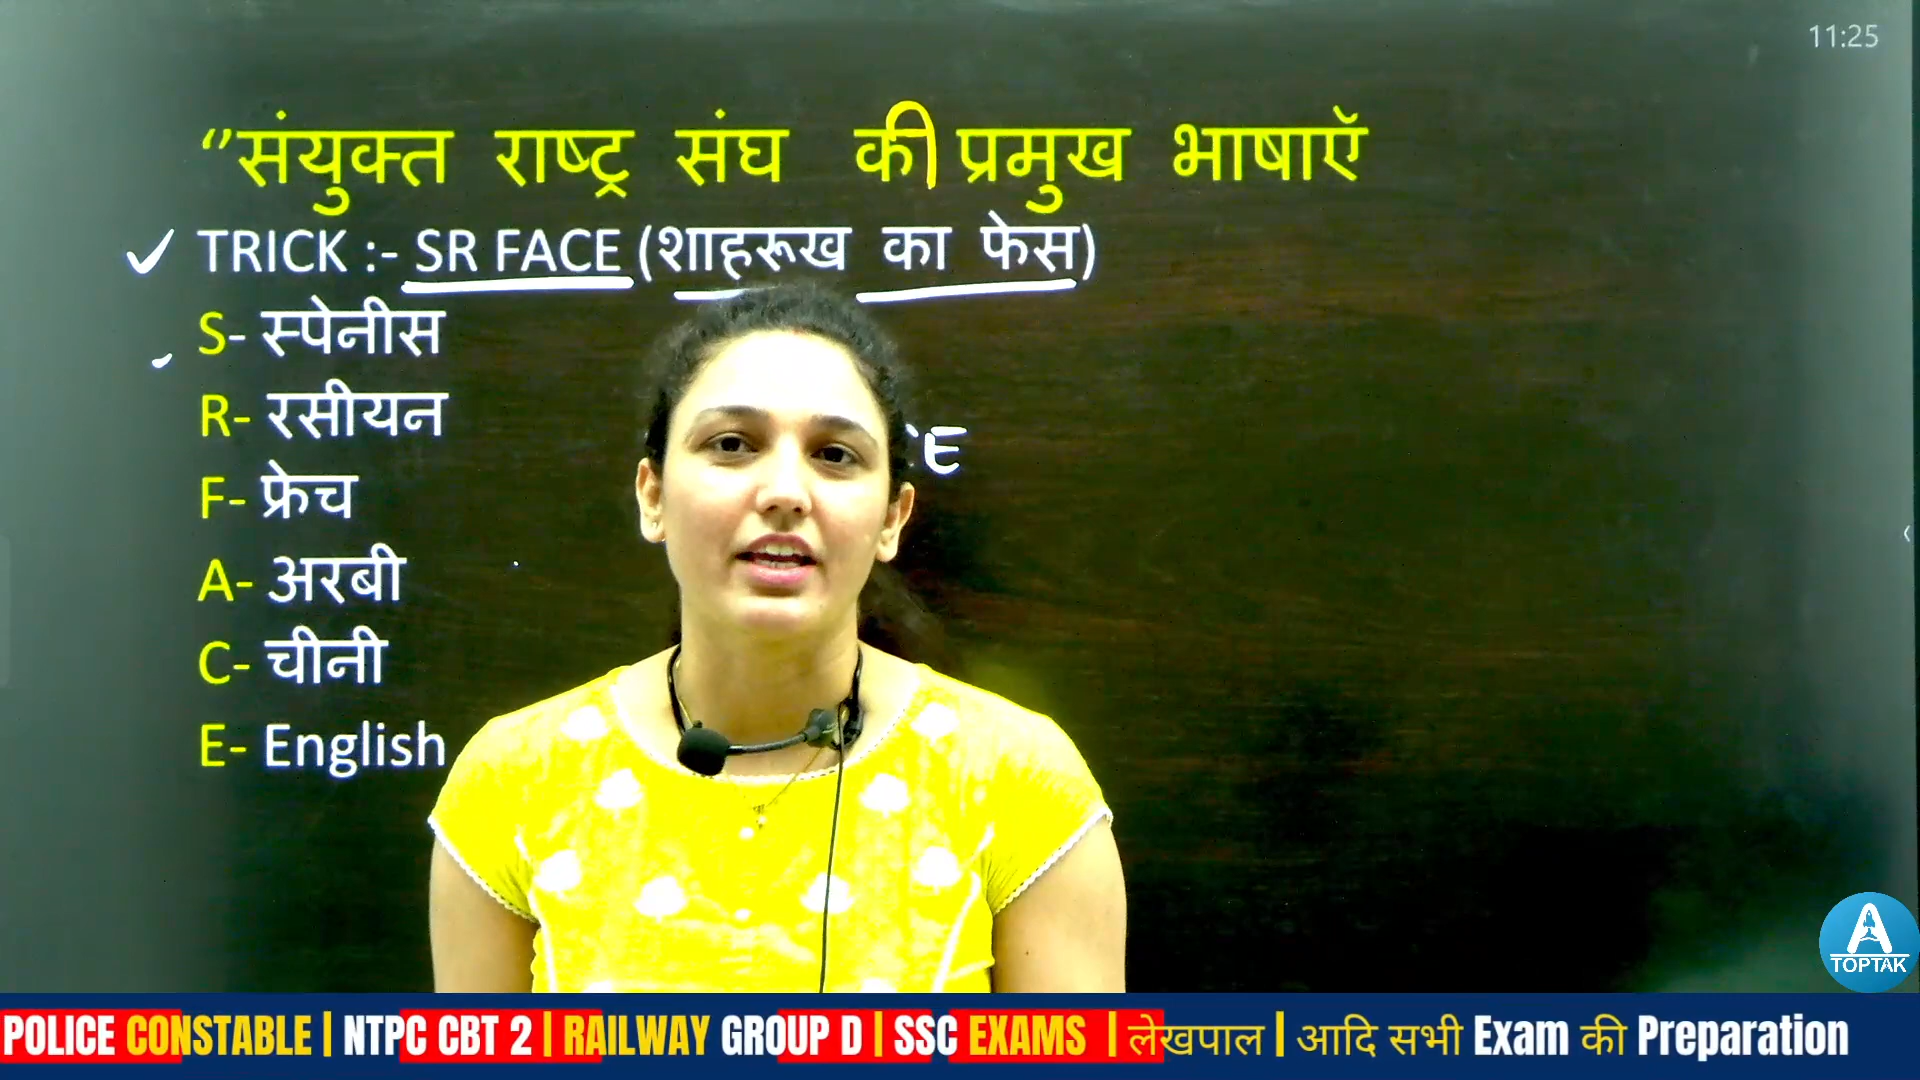 11:25
‘’संयुक्त राष्ट्र संघ की प्रमुख भाषाऍ
TRICK :- SR FACE (शाहरूख का फेस)
S- स्पेनीस
R- रसीयन
F- फ्रेच
A- अरबी
C- चीनी
E- English
E
A
TOPTAK
POLICE CONSTABLE | NTPC CBT 2 | RAILWAY GROUP D | SSC EXAMS | लेखपाल | आदि सभी Exam की Preparation